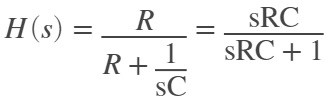 H(s) = R / (R + 1/sC) = sRC / (sRC + 1)